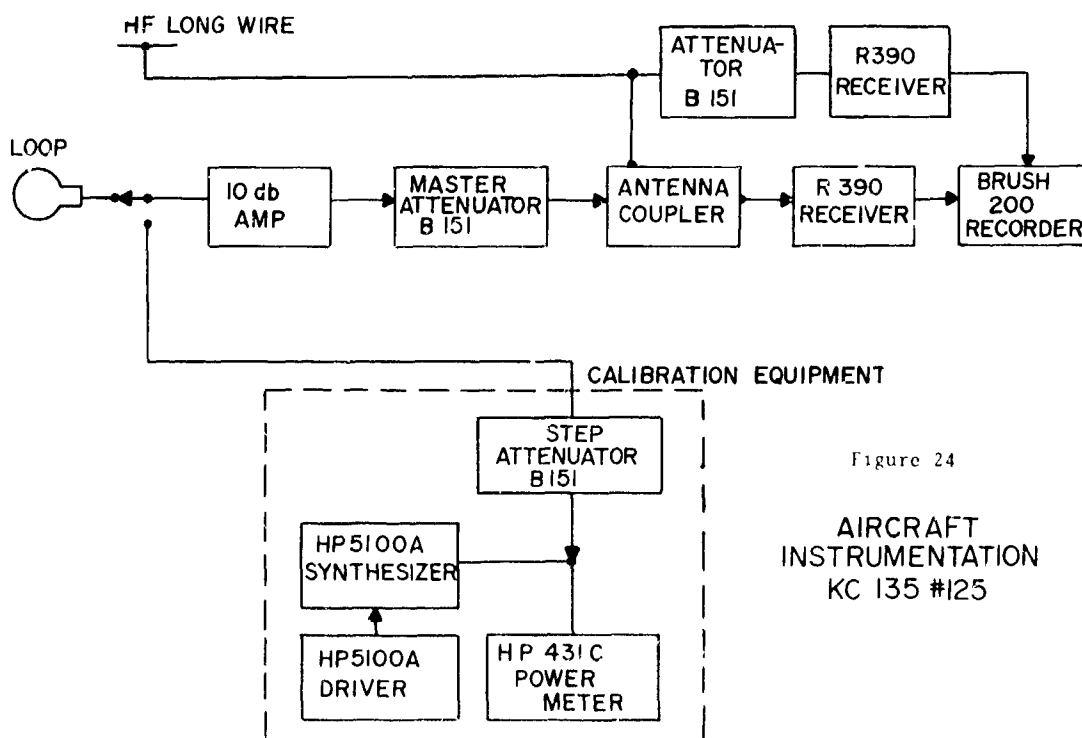 HF LONG WIRE
ATTENUA-
TOR
B 151
R390
RECEIVER
LOOP
10 db
AMP
MASTER
ATTENUATOR
B 151
ANTENNA
COUPLER
R 390
RECEIVER
BRUSH
200
RECORDER
CALIBRATION EQUIPMENT
STEP
ATTENUATOR
B151
HP5100A
SYNTHESIZER
HP5100A
DRIVER
HP 431C
POWER
METER
Figure 24
AIRCRAFT
INSTRUMENTATION
KC 135 #125